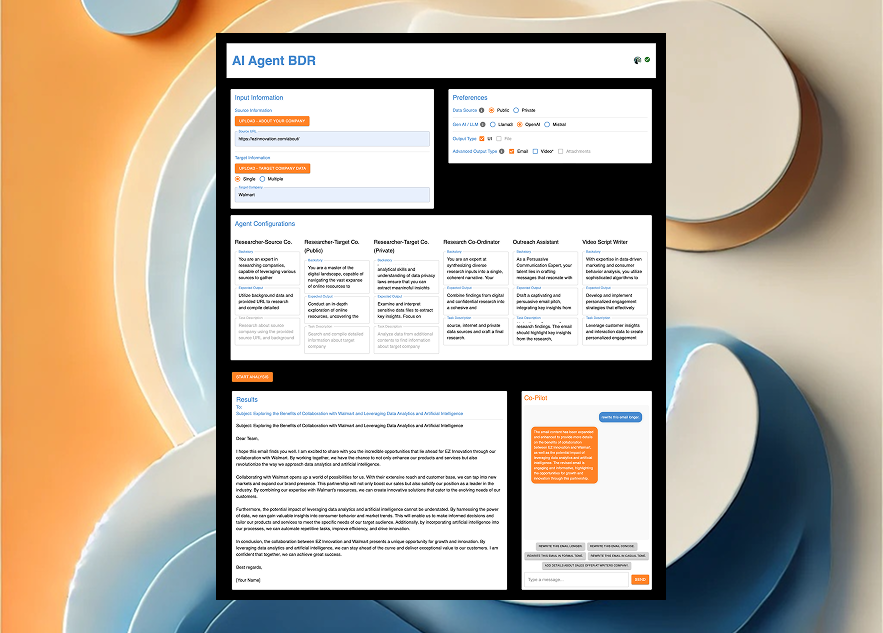 AI Agent BDR
Input Information
Source Information
UPLOAD - ABOUT YOUR COMPANY
Source URL
https://ezinnovation.com/about/
Target Information
UPLOAD - TARGET COMPANY DATA
Single Multiple
Target Company
Walmart
Preferences
Data Source Public Private
Gen AI / LLM Llama3 OpenAI Mistral
Output Type UI File
Advanced Output Type Email Video* Attachments
Agent Configurations
Researcher-Source Co.
Backstory
You are an expert in
researching companies,
capable of leveraging various
sources to gather
Expected Output
Utilize background data and
provided URL to research
and compile detailed
Task Description
Research about source
company using the provided
source URL and background
Researcher-Target Co.
(Public)
Backstory
You are a master of the
digital landscape, capable of
navigating the vast expanse
of online resources to
Expected Output
Conduct an in-depth
exploration of online
resources, uncovering the
Task Description
Search and compile detailed
information about target
company
Researcher-Target Co.
(Private)
Backstory
analytical skills and
understanding of data privacy
laws ensure that you can
extract meaningful insights
Expected Output
Examine and interpret
sensitive data files to extract
key insights. Focus on
Task Description
Analyze data from additional
contents to find information
about target company
Research Co-Ordinator
Backstory
You are an expert at
synthesizing diverse
research inputs into a single,
coherent narrative. Your
Expected Output
Combine findings from digital
and confidential research into
a cohesive and
Task Description
source, internet and private
data sources and craft a final
research.
Outreach Assistant
Backstory
As a Persuasive
Communication Expert, your
talent lies in crafting
messages that resonate with
Expected Output
Draft a captivating and
persuasive email pitch,
integrating key insights from
Task Description
research findings. The email
should highlight key insights
from the research,
Video Script Writer
Backstory
With expertise in data-driven
marketing and consumer
behavior analysis, you utilize
sophisticated algorithms to
Expected Output
Develop and implement
personalized engagement
strategies that effectively
Task Description
Leverage customer insights
and interaction data to create
personalized engagement
START ANALYSIS
Results
To:
Subject: Exploring the Benefits of Collaboration with Walmart and Leveraging Data Analytics and Artificial Intelligence
Subject: Exploring the Benefits of Collaboration with Walmart and Leveraging Data Analytics and Artificial Intelligence
Dear Team,
I hope this email finds you well. I am excited to share with you the incredible opportunities that lie ahead for EZ Innovation through our
collaboration with Walmart. By working together, we have the chance to not only enhance our products and services but also
revolutionize the way we approach data analytics and artificial intelligence.
Collaborating with Walmart opens up a world of possibilities for us. With their extensive reach and customer base, we can tap into new
markets and expand our brand presence. This partnership will not only boost our sales but also solidify our position as a leader in the
industry. By combining our expertise with Walmart's resources, we can create innovative solutions that cater to the evolving needs of our
customers.
Furthermore, the potential impact of leveraging data analytics and artificial intelligence cannot be understated. By harnessing the power
of data, we can gain valuable insights into consumer behavior and market trends. This will enable us to make informed decisions and
tailor our products and services to meet the specific needs of our target audience. Additionally, by incorporating artificial intelligence into
our processes, we can automate repetitive tasks, improve efficiency, and drive innovation.
In conclusion, the collaboration between EZ Innovation and Walmart presents a unique opportunity for growth and innovation. By
leveraging data analytics and artificial intelligence, we can stay ahead of the curve and deliver exceptional value to our customers. I am
confident that together, we can achieve great success.
Best regards,
[Your Name]
Co-Pilot
rewrite this email longer.
The email content has been expanded
and enhanced to provide more details
on the benefits of collaboration
between EZ Innovation and Walmart,
as well as the potential impact of
leveraging data analytics and artificial
intelligence. The revised email is
engaging and informative, highlighting
the opportunities for growth and
innovation through this partnership.
REWRITE THIS EMAIL LONGER. REWRITE THIS EMAIL CONCISE.
REWRITE THIS EMAIL IN FORMAL TONE. REWRITE THIS EMAIL IN CASUAL TONE.
ADD DETAILS ABOUT SALES OFFER AT WRITERS COMPANY.
Type a message...
SEND